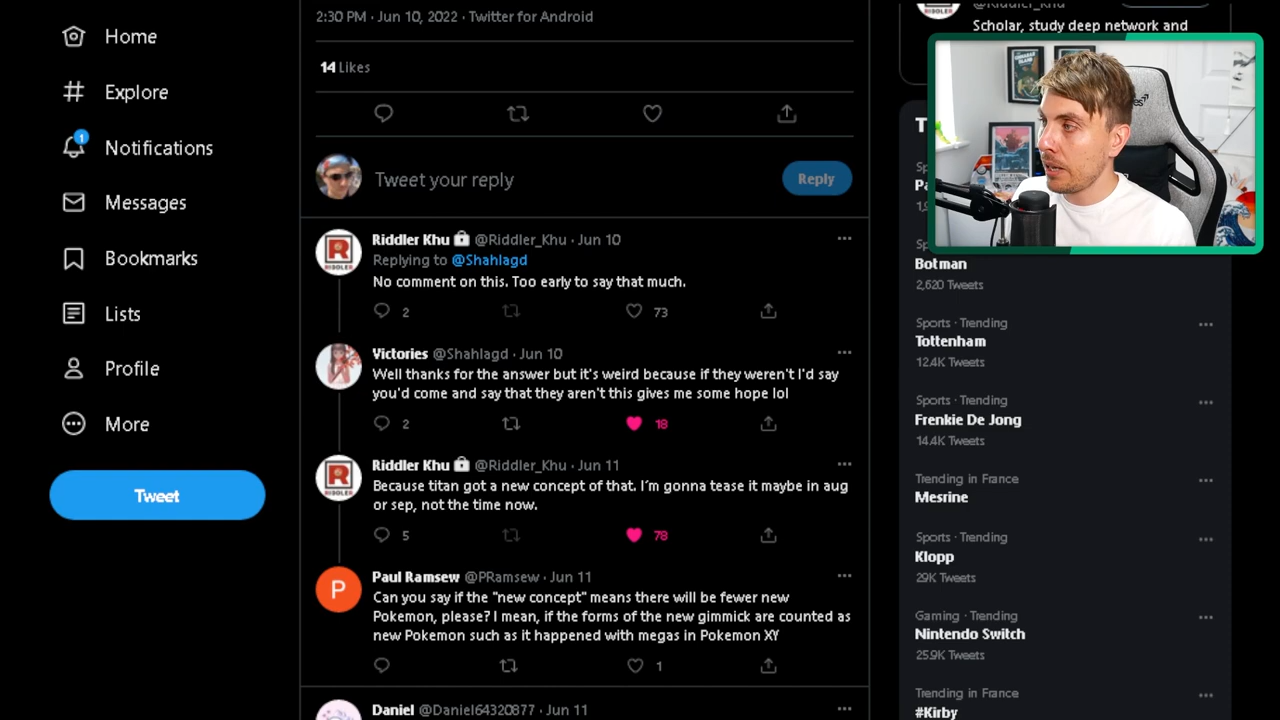 Home
Explore
1
Notifications
Messages
Bookmarks
Lists
Profile
More
Tweet
2:30 PM · Jun 10, 2022 · Twitter for Android
14 Likes
Tweet your reply
Reply
Riddler Khu @Riddler_Khu · Jun 10
Replying to @Shahlagd
No comment on this. Too early to say that much.
2
73
Victories @Shahlagd · Jun 10
Well thanks for the answer but it's weird because if they weren't I'd say
you'd come and say that they aren't this gives me some hope lol
2
18
Riddler Khu @Riddler_Khu · Jun 11
Because titan got a new concept of that. I'm gonna tease it maybe in aug
or sep, not the time now.
5
78
P
Paul Ramsew @PRamsew · Jun 11
Can you say if the "new concept" means there will be fewer new
Pokemon, please? I mean, if the forms of the new gimmick are counted as
new Pokemon such as it happened with megas in Pokemon XY
1
Daniel @Daniel64320877 · Jun 11
@Riddler_Khu
Scholar, study deep network and
Botman
2,620 Tweets
Sports · Trending
Tottenham
12.4K Tweets
Sports · Trending
Frenkie De Jong
14.4K Tweets
Trending in France
Mesrine
Sports · Trending
Klopp
29K Tweets
Gaming · Trending
Nintendo Switch
25.9K Tweets
Trending in France
#Kirby